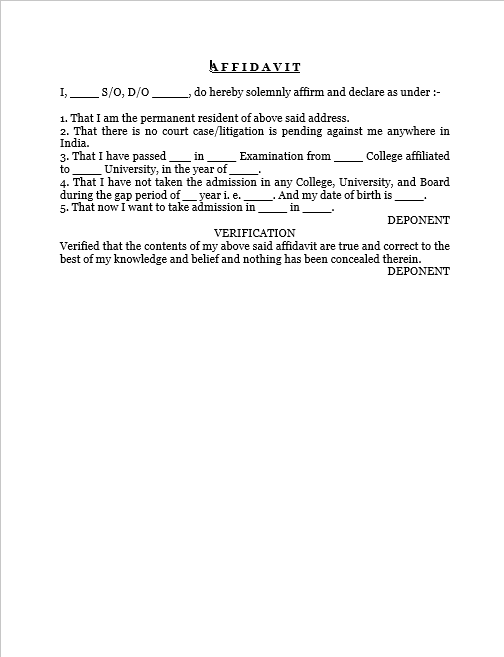 AFFIDAVIT
I, _____ S/O, D/O ______, do hereby solemnly affirm and declare as under :-
1. That I am the permanent resident of above said address.
2. That there is no court case/litigation is pending against me anywhere in
India.
3. That I have passed ____ in _____ Examination from _____ College affiliated
to _____ University, in the year of _____.
4. That I have not taken the admission in any College, University, and Board
during the gap period of __ year i. e. _____. And my date of birth is _____.
5. That now I want to take admission in _____ in _____.
DEPONENT
VERIFICATION
Verified that the contents of my above said affidavit are true and correct to the
best of my knowledge and belief and nothing has been concealed therein.
DEPONENT